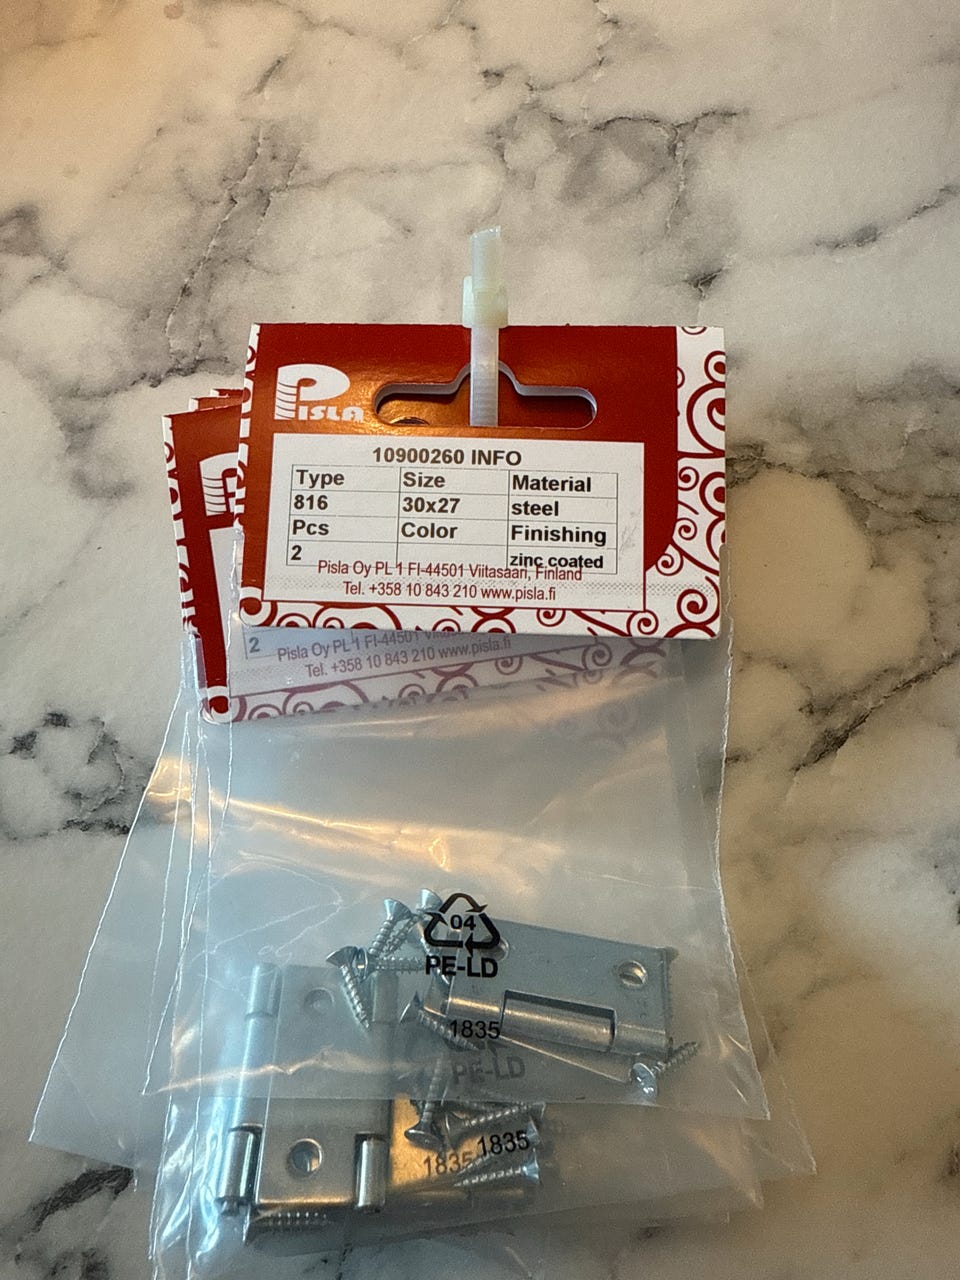 PISLA
10900260 INFO
Type Size Material
816 30x27 steel
Pcs Color Finishing
2 zinc coated
Pisla Oy PL 1 FI-44501 Viitasaari, Finland
Tel. +358 10 843 210 www.pisla.fi
2
Pisla Oy PL 1 FI-44501
Tel. +358 10 843 210 www.pisla.fi
04
PE-LD
1835
PE-LD
1835
1835